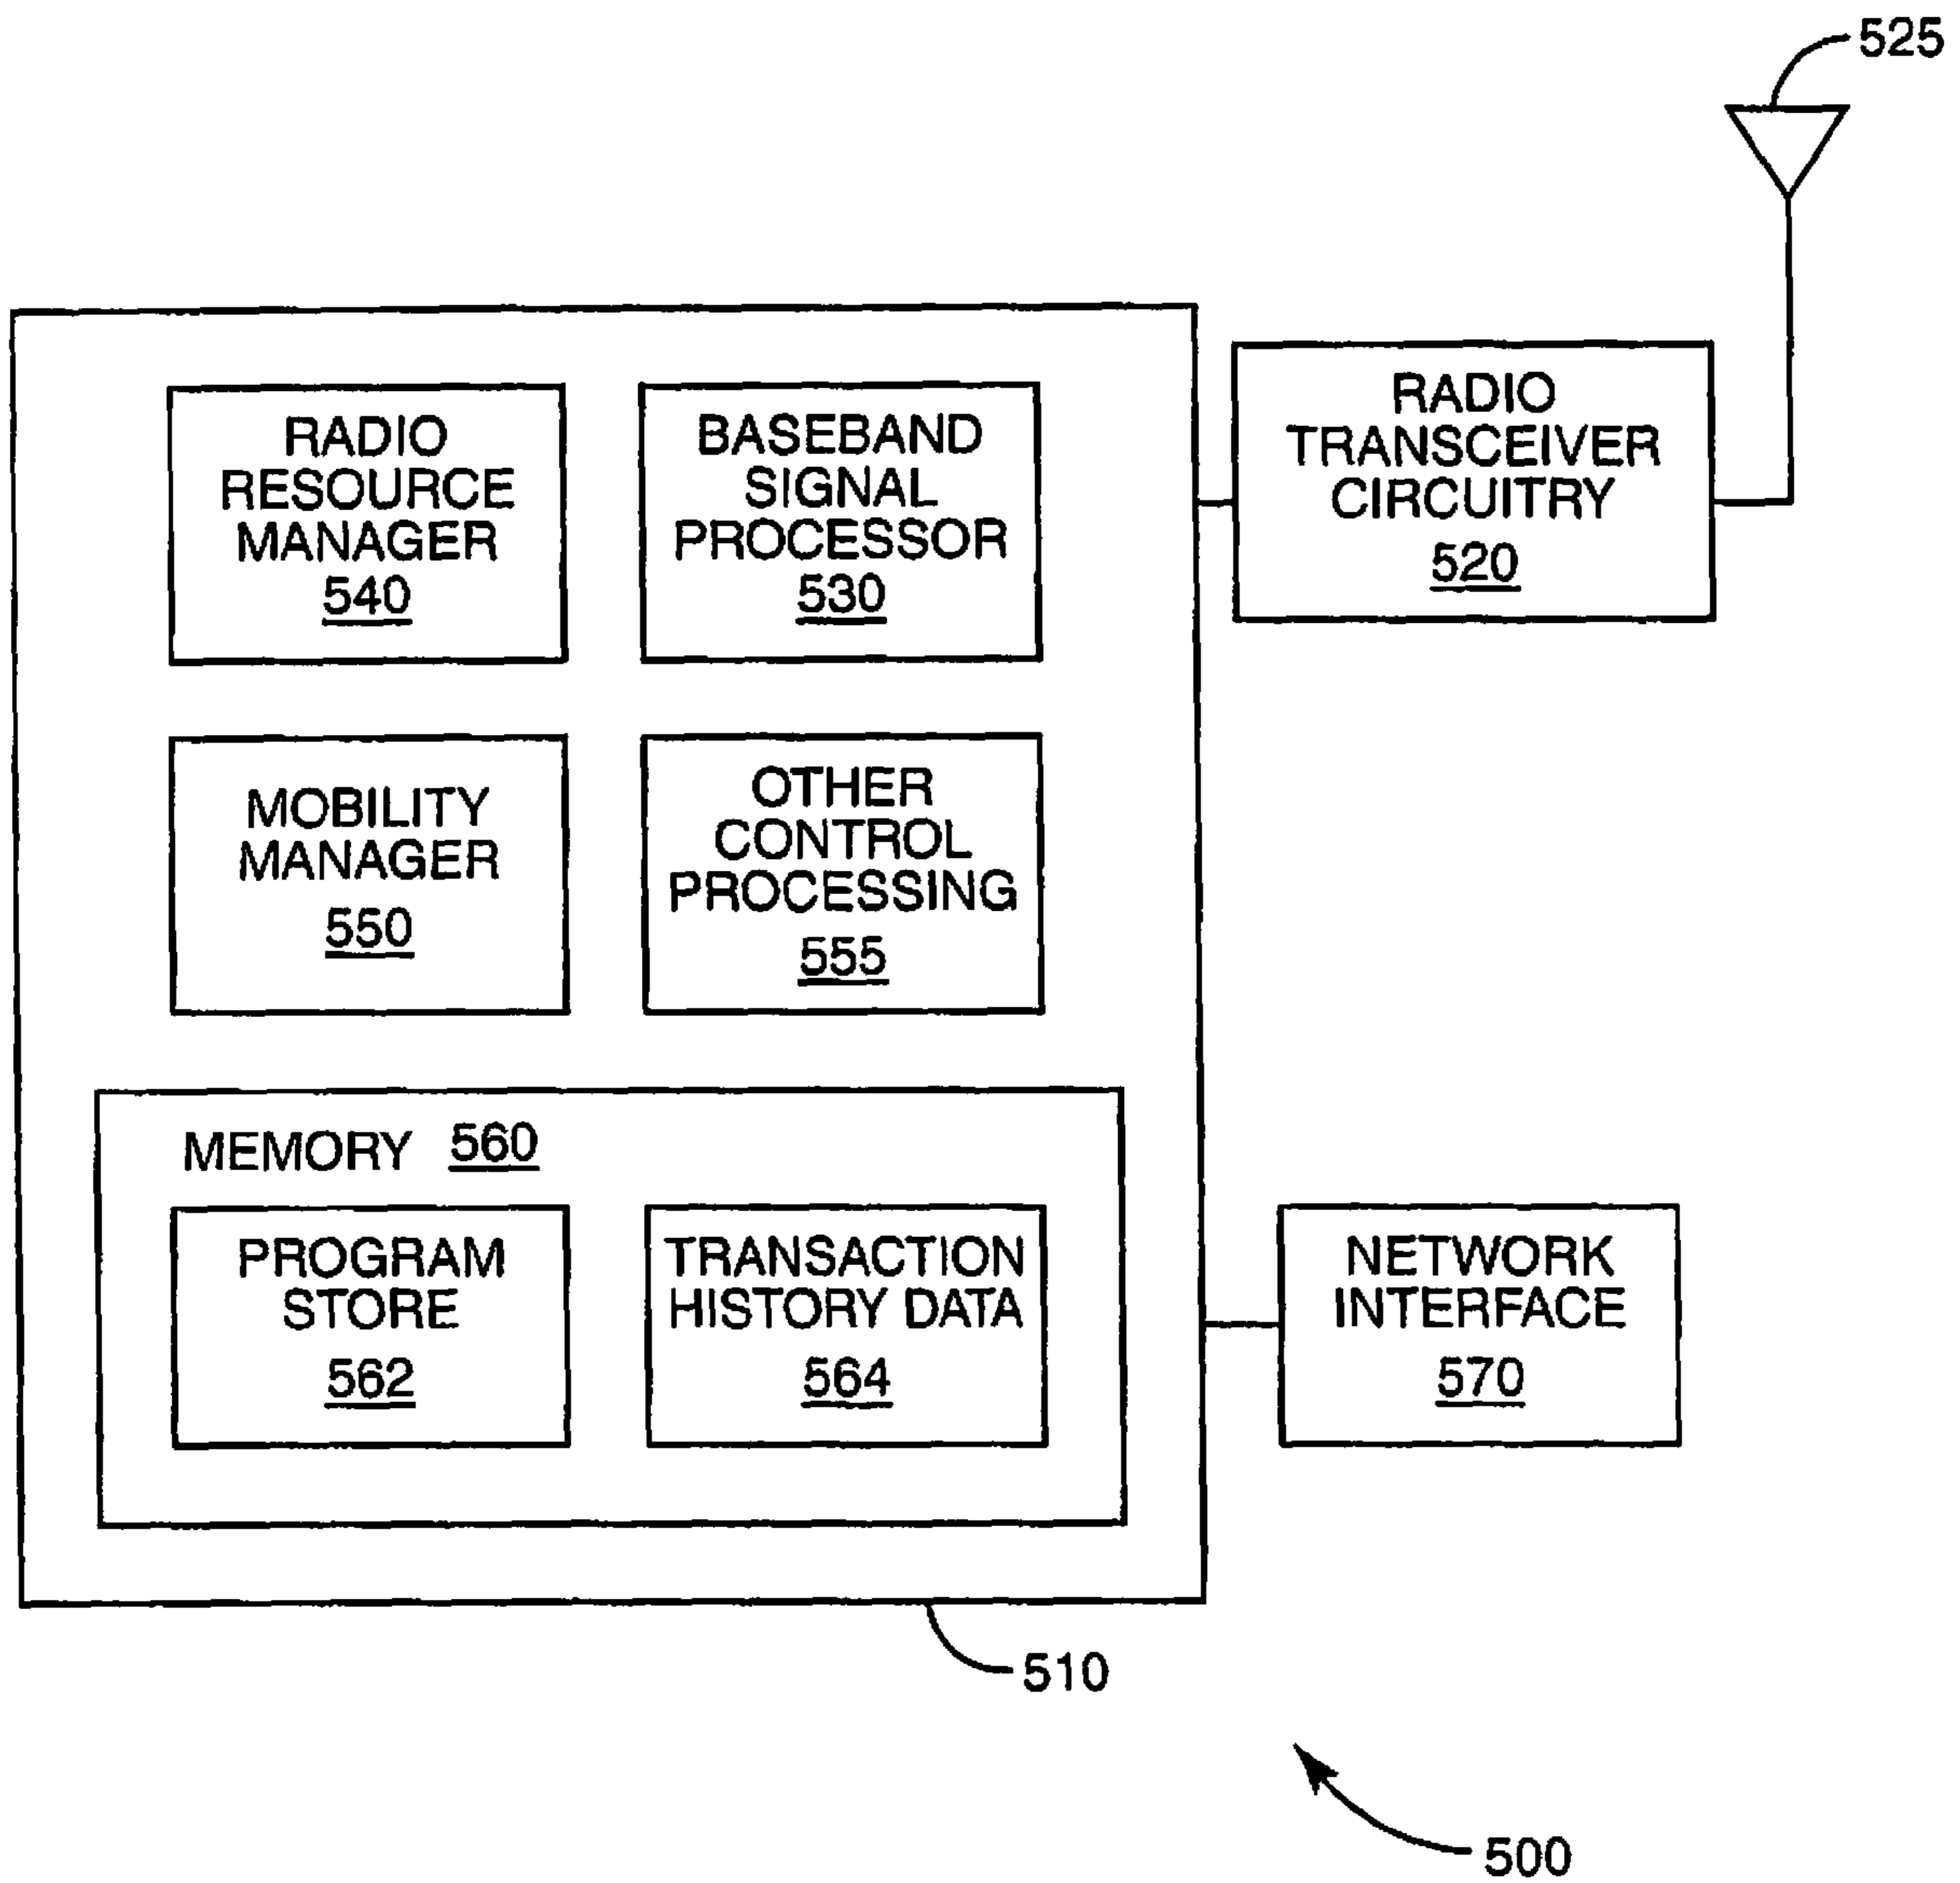 525
RADIO
RESOURCE
MANAGER
540
BASEBAND
SIGNAL
PROCESSOR
530
RADIO
TRANSCEIVER
CIRCUITRY
520
MOBILITY
MANAGER
550
OTHER
CONTROL
PROCESSING
555
MEMORY 560
PROGRAM
STORE
562
TRANSACTION
HISTORY DATA
564
NETWORK
INTERFACE
570
510
500